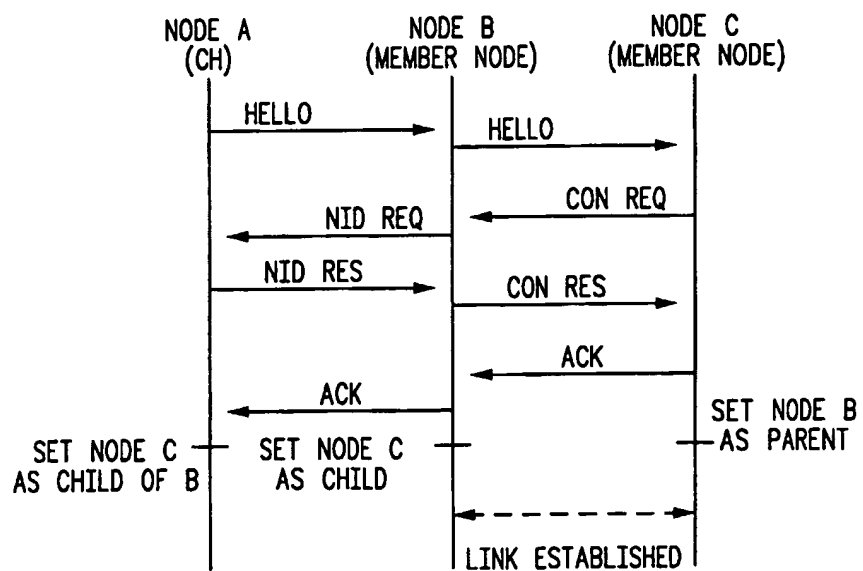 NODE A
(CH)
NODE B
(MEMBER NODE)
NODE C
(MEMBER NODE)
HELLO
HELLO
CON REQ
NID REQ
NID RES
CON RES
ACK
ACK
SET NODE C
AS CHILD OF B
SET NODE C
AS CHILD
SET NODE B
AS PARENT
LINK ESTABLISHED